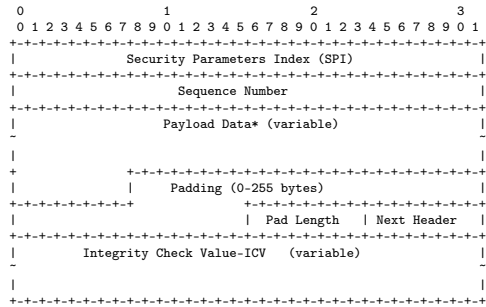 0                   1                   2                   3
 0 1 2 3 4 5 6 7 8 9 0 1 2 3 4 5 6 7 8 9 0 1 2 3 4 5 6 7 8 9 0 1
+-+-+-+-+-+-+-+-+-+-+-+-+-+-+-+-+-+-+-+-+-+-+-+-+-+-+-+-+-+-+-+-+
|               Security Parameters Index (SPI)                 |
+-+-+-+-+-+-+-+-+-+-+-+-+-+-+-+-+-+-+-+-+-+-+-+-+-+-+-+-+-+-+-+-+
|                      Sequence Number                          |
+-+-+-+-+-+-+-+-+-+-+-+-+-+-+-+-+-+-+-+-+-+-+-+-+-+-+-+-+-+-+-+-+
|                    Payload Data* (variable)                   |
~                                                               ~
|                                                               |
+               +-+-+-+-+-+-+-+-+-+-+-+-+-+-+-+-+-+-+-+-+-+-+-+-+
|               |     Padding (0-255 bytes)                     |
+-+-+-+-+-+-+-+-+               +-+-+-+-+-+-+-+-+-+-+-+-+-+-+-+-+
|                               |  Pad Length   | Next Header   |
+-+-+-+-+-+-+-+-+-+-+-+-+-+-+-+-+-+-+-+-+-+-+-+-+-+-+-+-+-+-+-+-+
|         Integrity Check Value-ICV   (variable)                |
~                                                               ~
|                                                               |
+-+-+-+-+-+-+-+-+-+-+-+-+-+-+-+-+-+-+-+-+-+-+-+-+-+-+-+-+-+-+-+-+